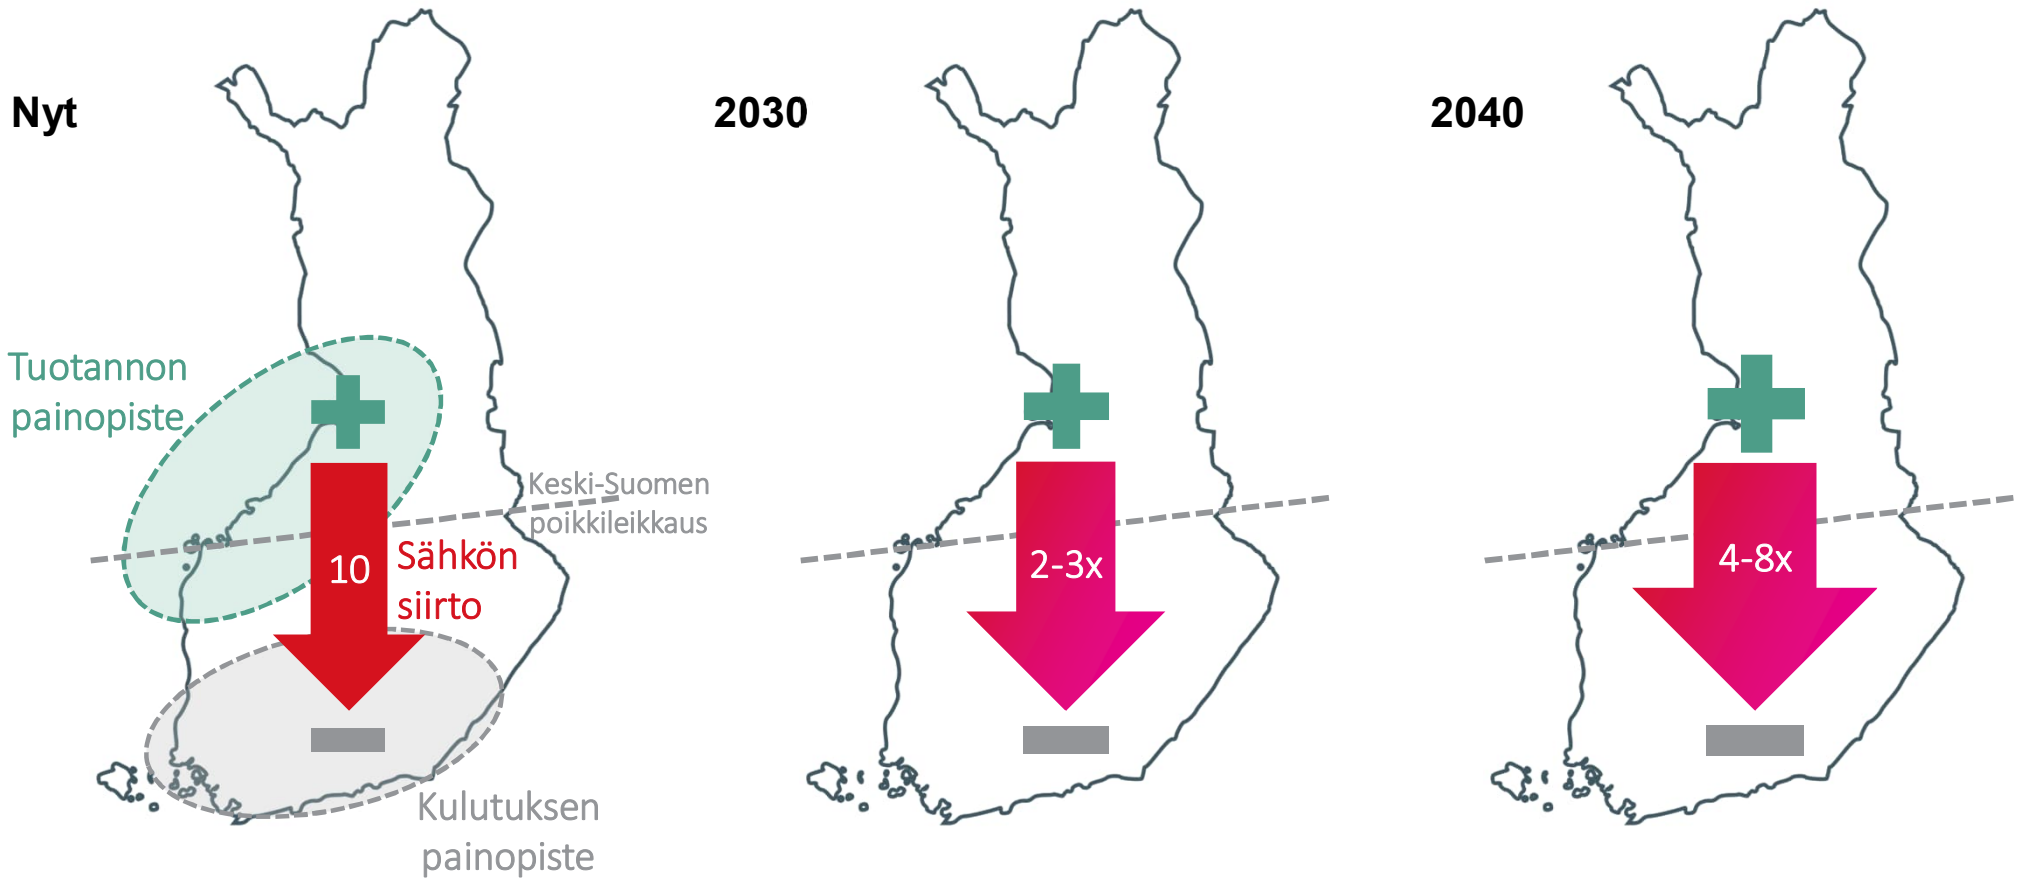 Nyt
2030
2040
Tuotannon
painopiste
Keski-Suomen
poikkileikkaus
10
Sähkön
siirto
2-3x
4-8x
Kulutuksen
painopiste